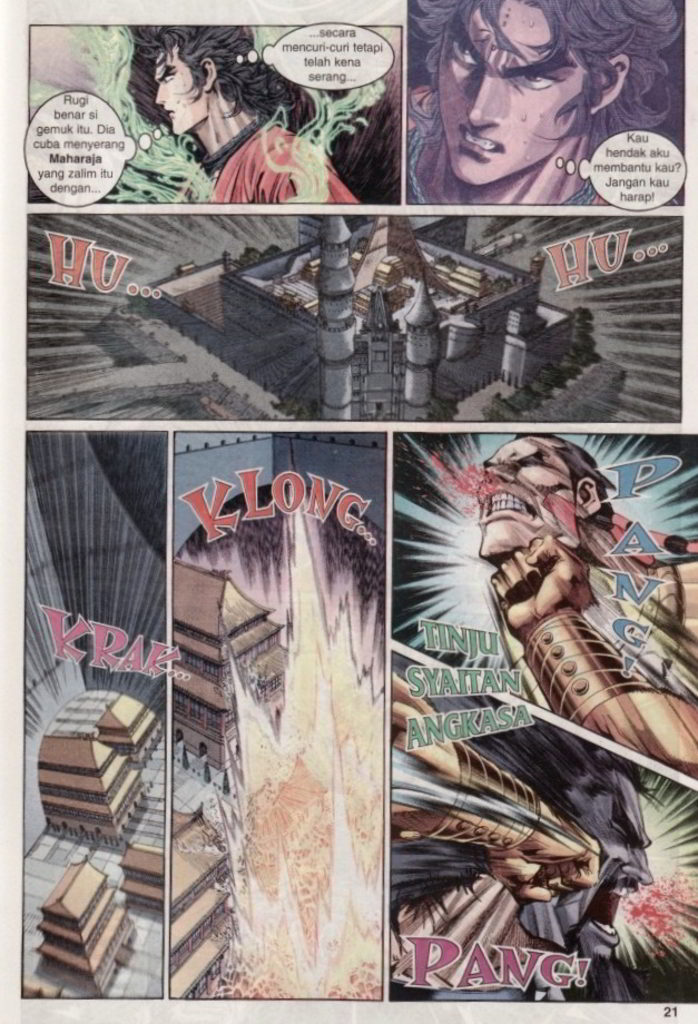 ...secara
mencuri-curi tetapi
telah kena
serang...
Rugi
benar si
gemuk itu. Dia
cuba menyerang
Maharaja
yang zalim itu
dengan...
Kau
hendak aku
membantu kau?
Jangan kau
harap!
HU...
HU...
KRAK...
KLONG...
PANG!
TINJU
SYAITAN
ANGKASA
PANG!
21